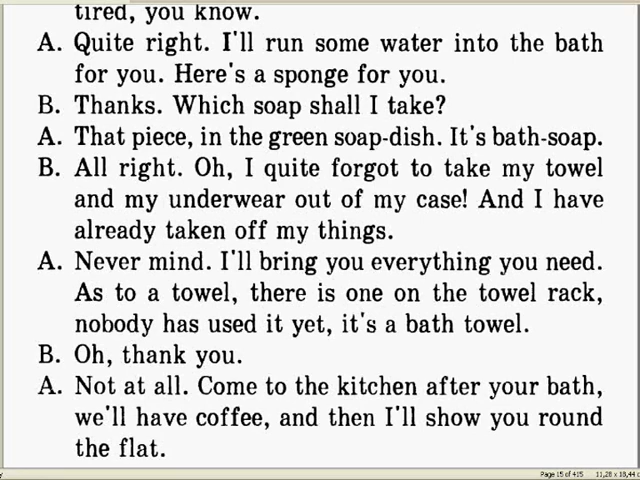 tired, you know.
A. Quite right. I'll run some water into the bath
for you. Here's a sponge for you.
B. Thanks. Which soap shall I take?
A. That piece, in the green soap-dish. It's bath-soap.
B. All right. Oh, I quite forgot to take my towel
and my underwear out of my case! And I have
already taken off my things.
A. Never mind. I'll bring you everything you need.
As to a towel, there is one on the towel rack,
nobody has used it yet, it's a bath towel.
B. Oh, thank you.
A. Not at all. Come to the kitchen after your bath,
we'll have coffee, and then I'll show you round
the flat.
Page 15 of 415 11,28 x 18,44